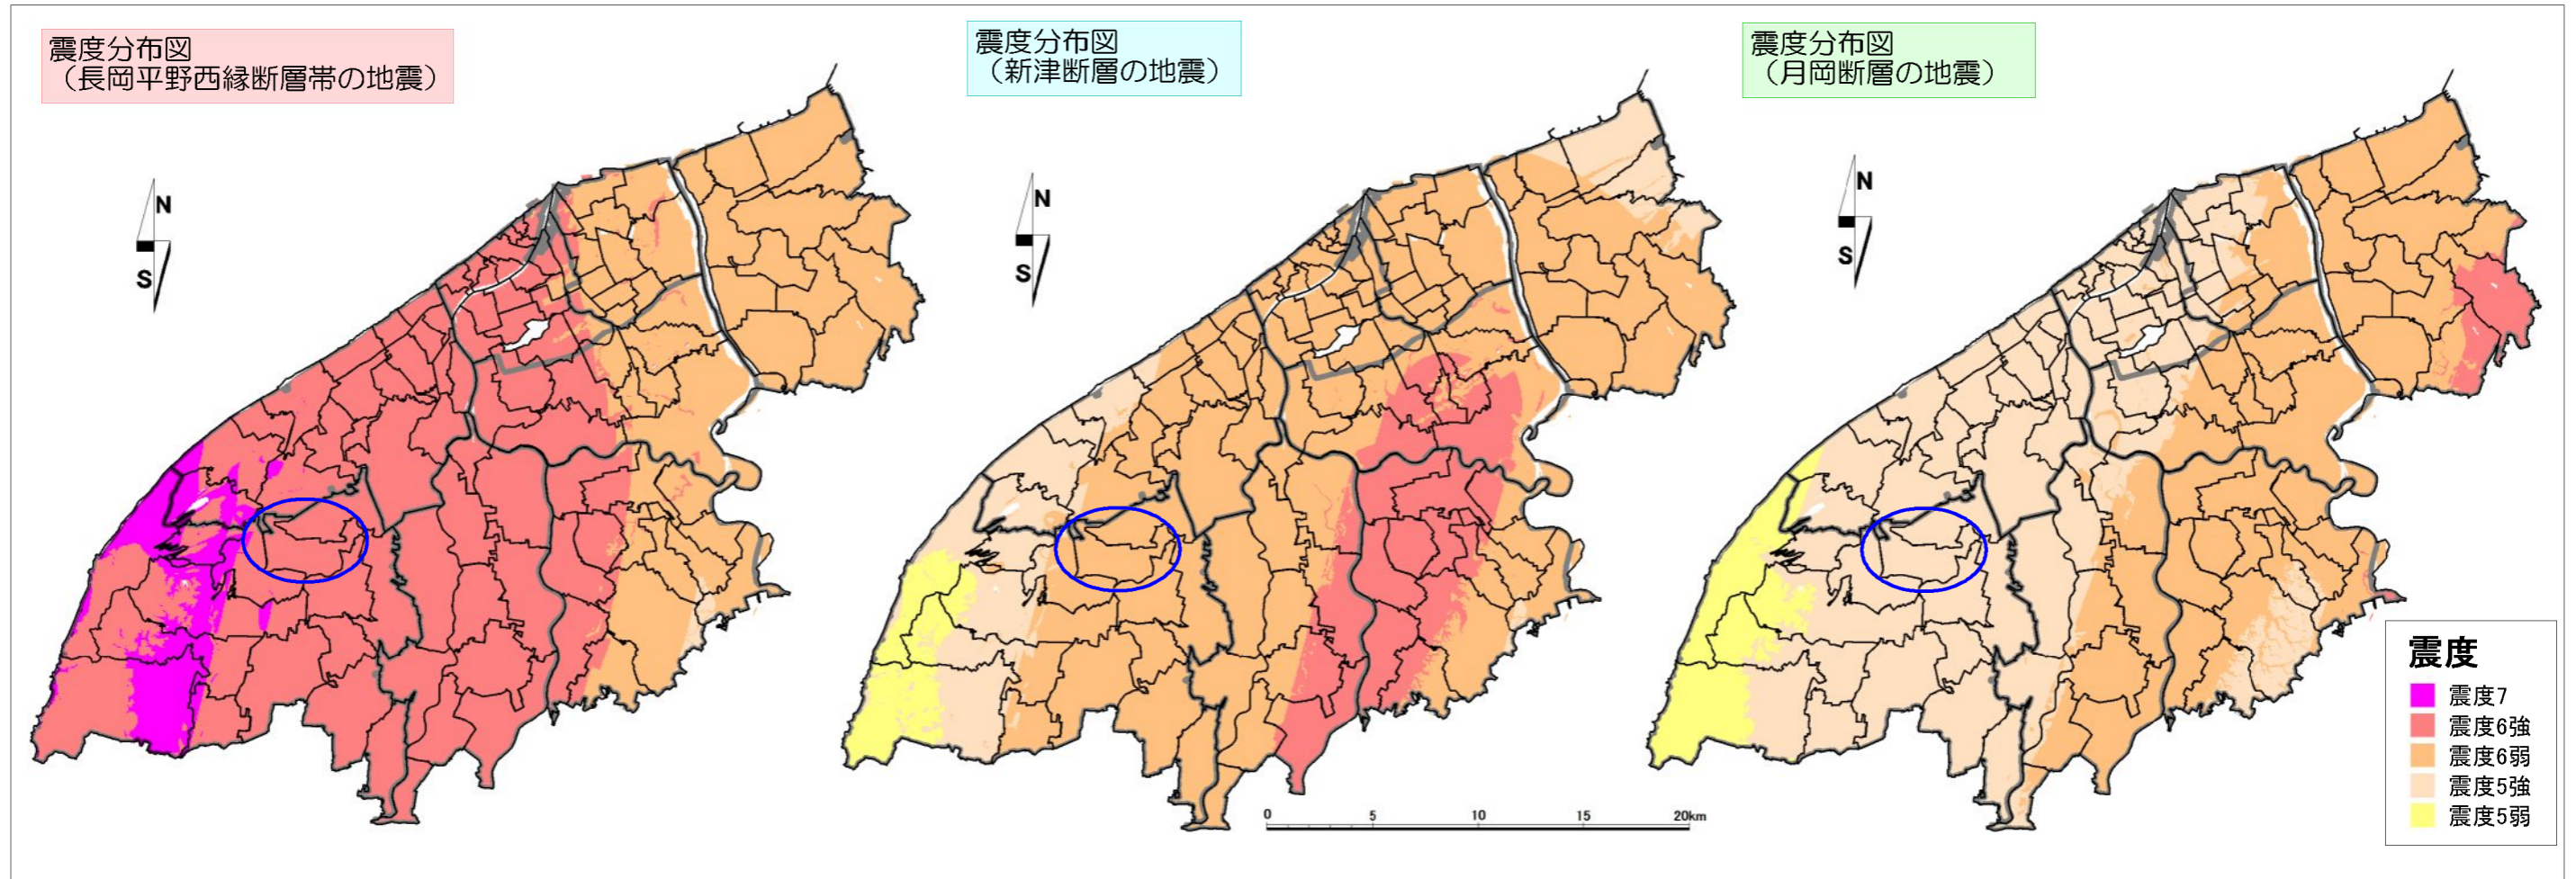 震度分布図
（長岡平野西縁断層帯の地震）
震度分布図
（新津断層の地震）
震度分布図
（月岡断層の地震）
N
S
N
S
N
S
震度
震度7
震度6強
震度6弱
震度5強
震度5弱
0 5 10 15 20km